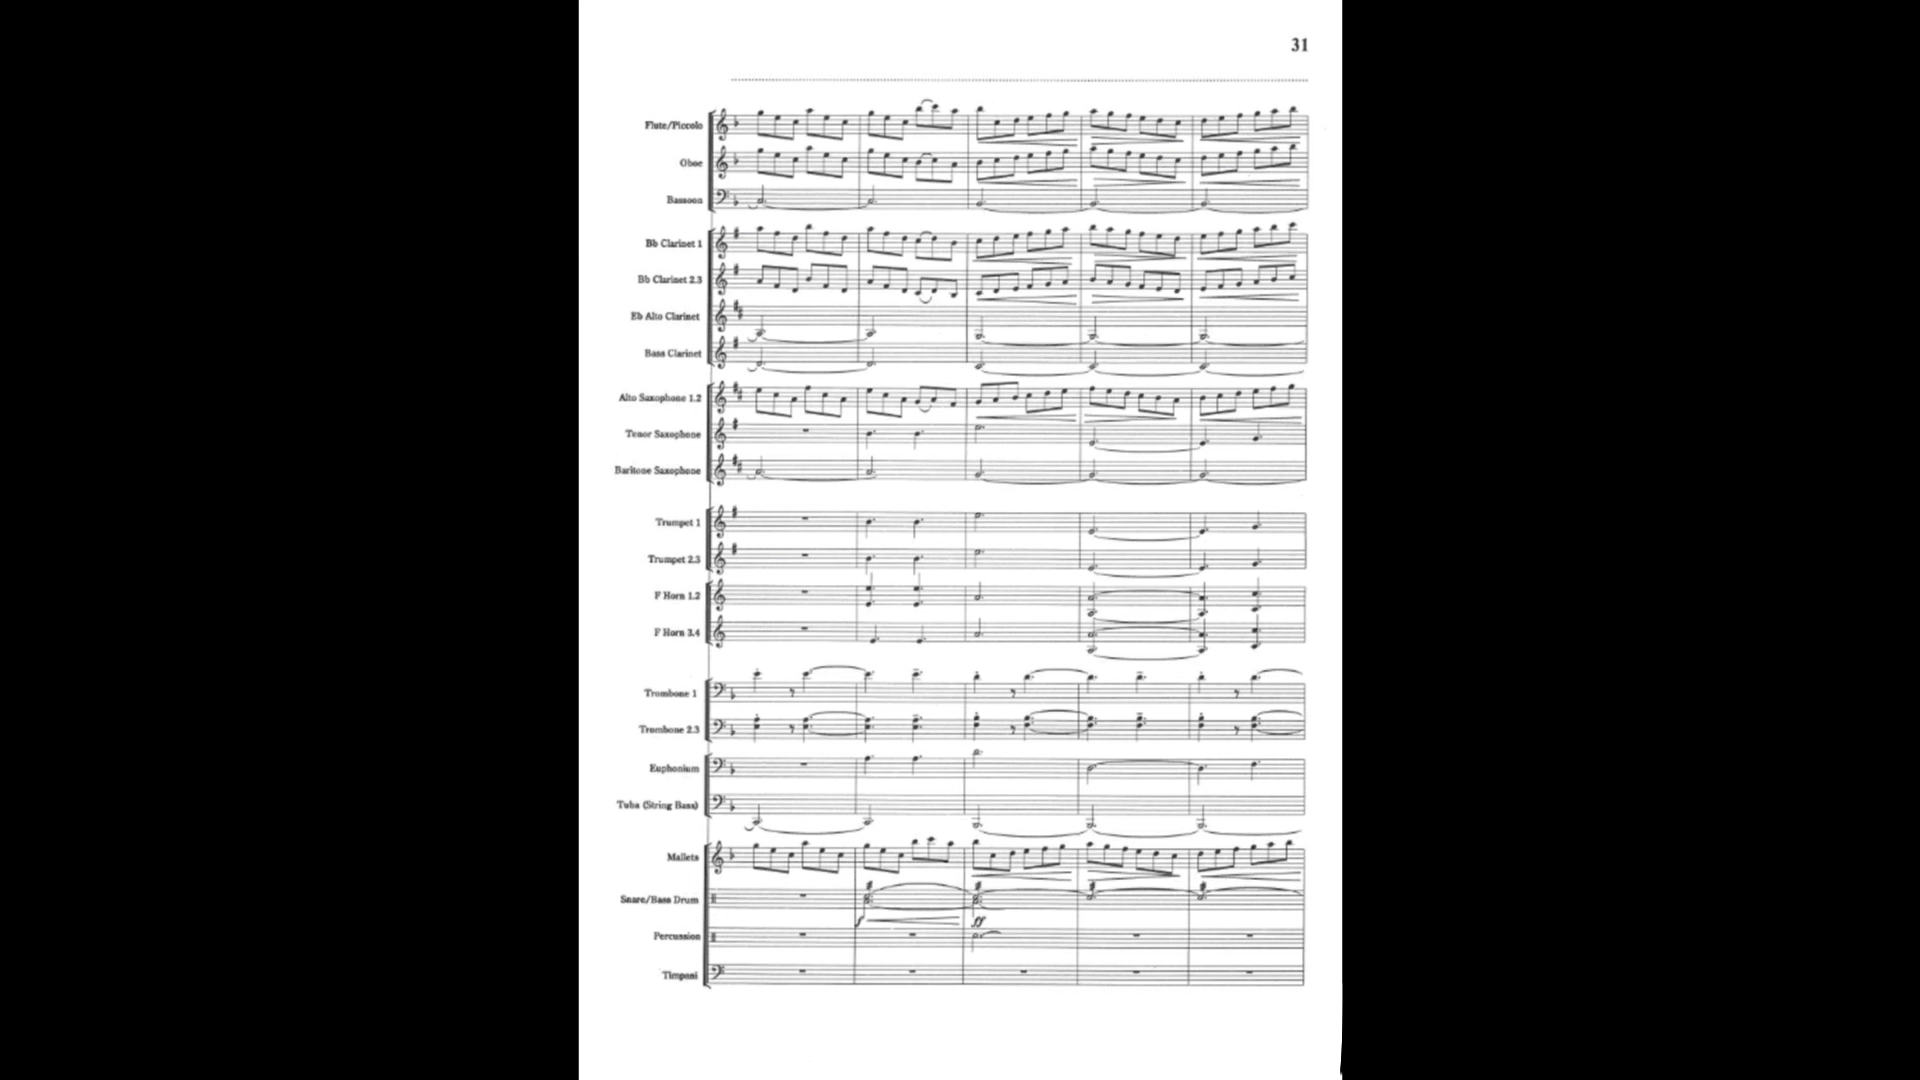 31
Flute/Piccolo
Oboe
Bassoon
Bb Clarinet 1
Bb Clarinet 2.3
Eb Alto Clarinet
Bass Clarinet
Alto Saxophone 1.2
Tenor Saxophone
Baritone Saxophone
Trumpet 1
Trumpet 2.3
F Horn 1.2
F Horn 3.4
Trombone 1
Trombone 2.3
Euphonium
Tuba (String Bass)
Mallets
Snare/Bass Drum
f ff
Percussion
Timpani